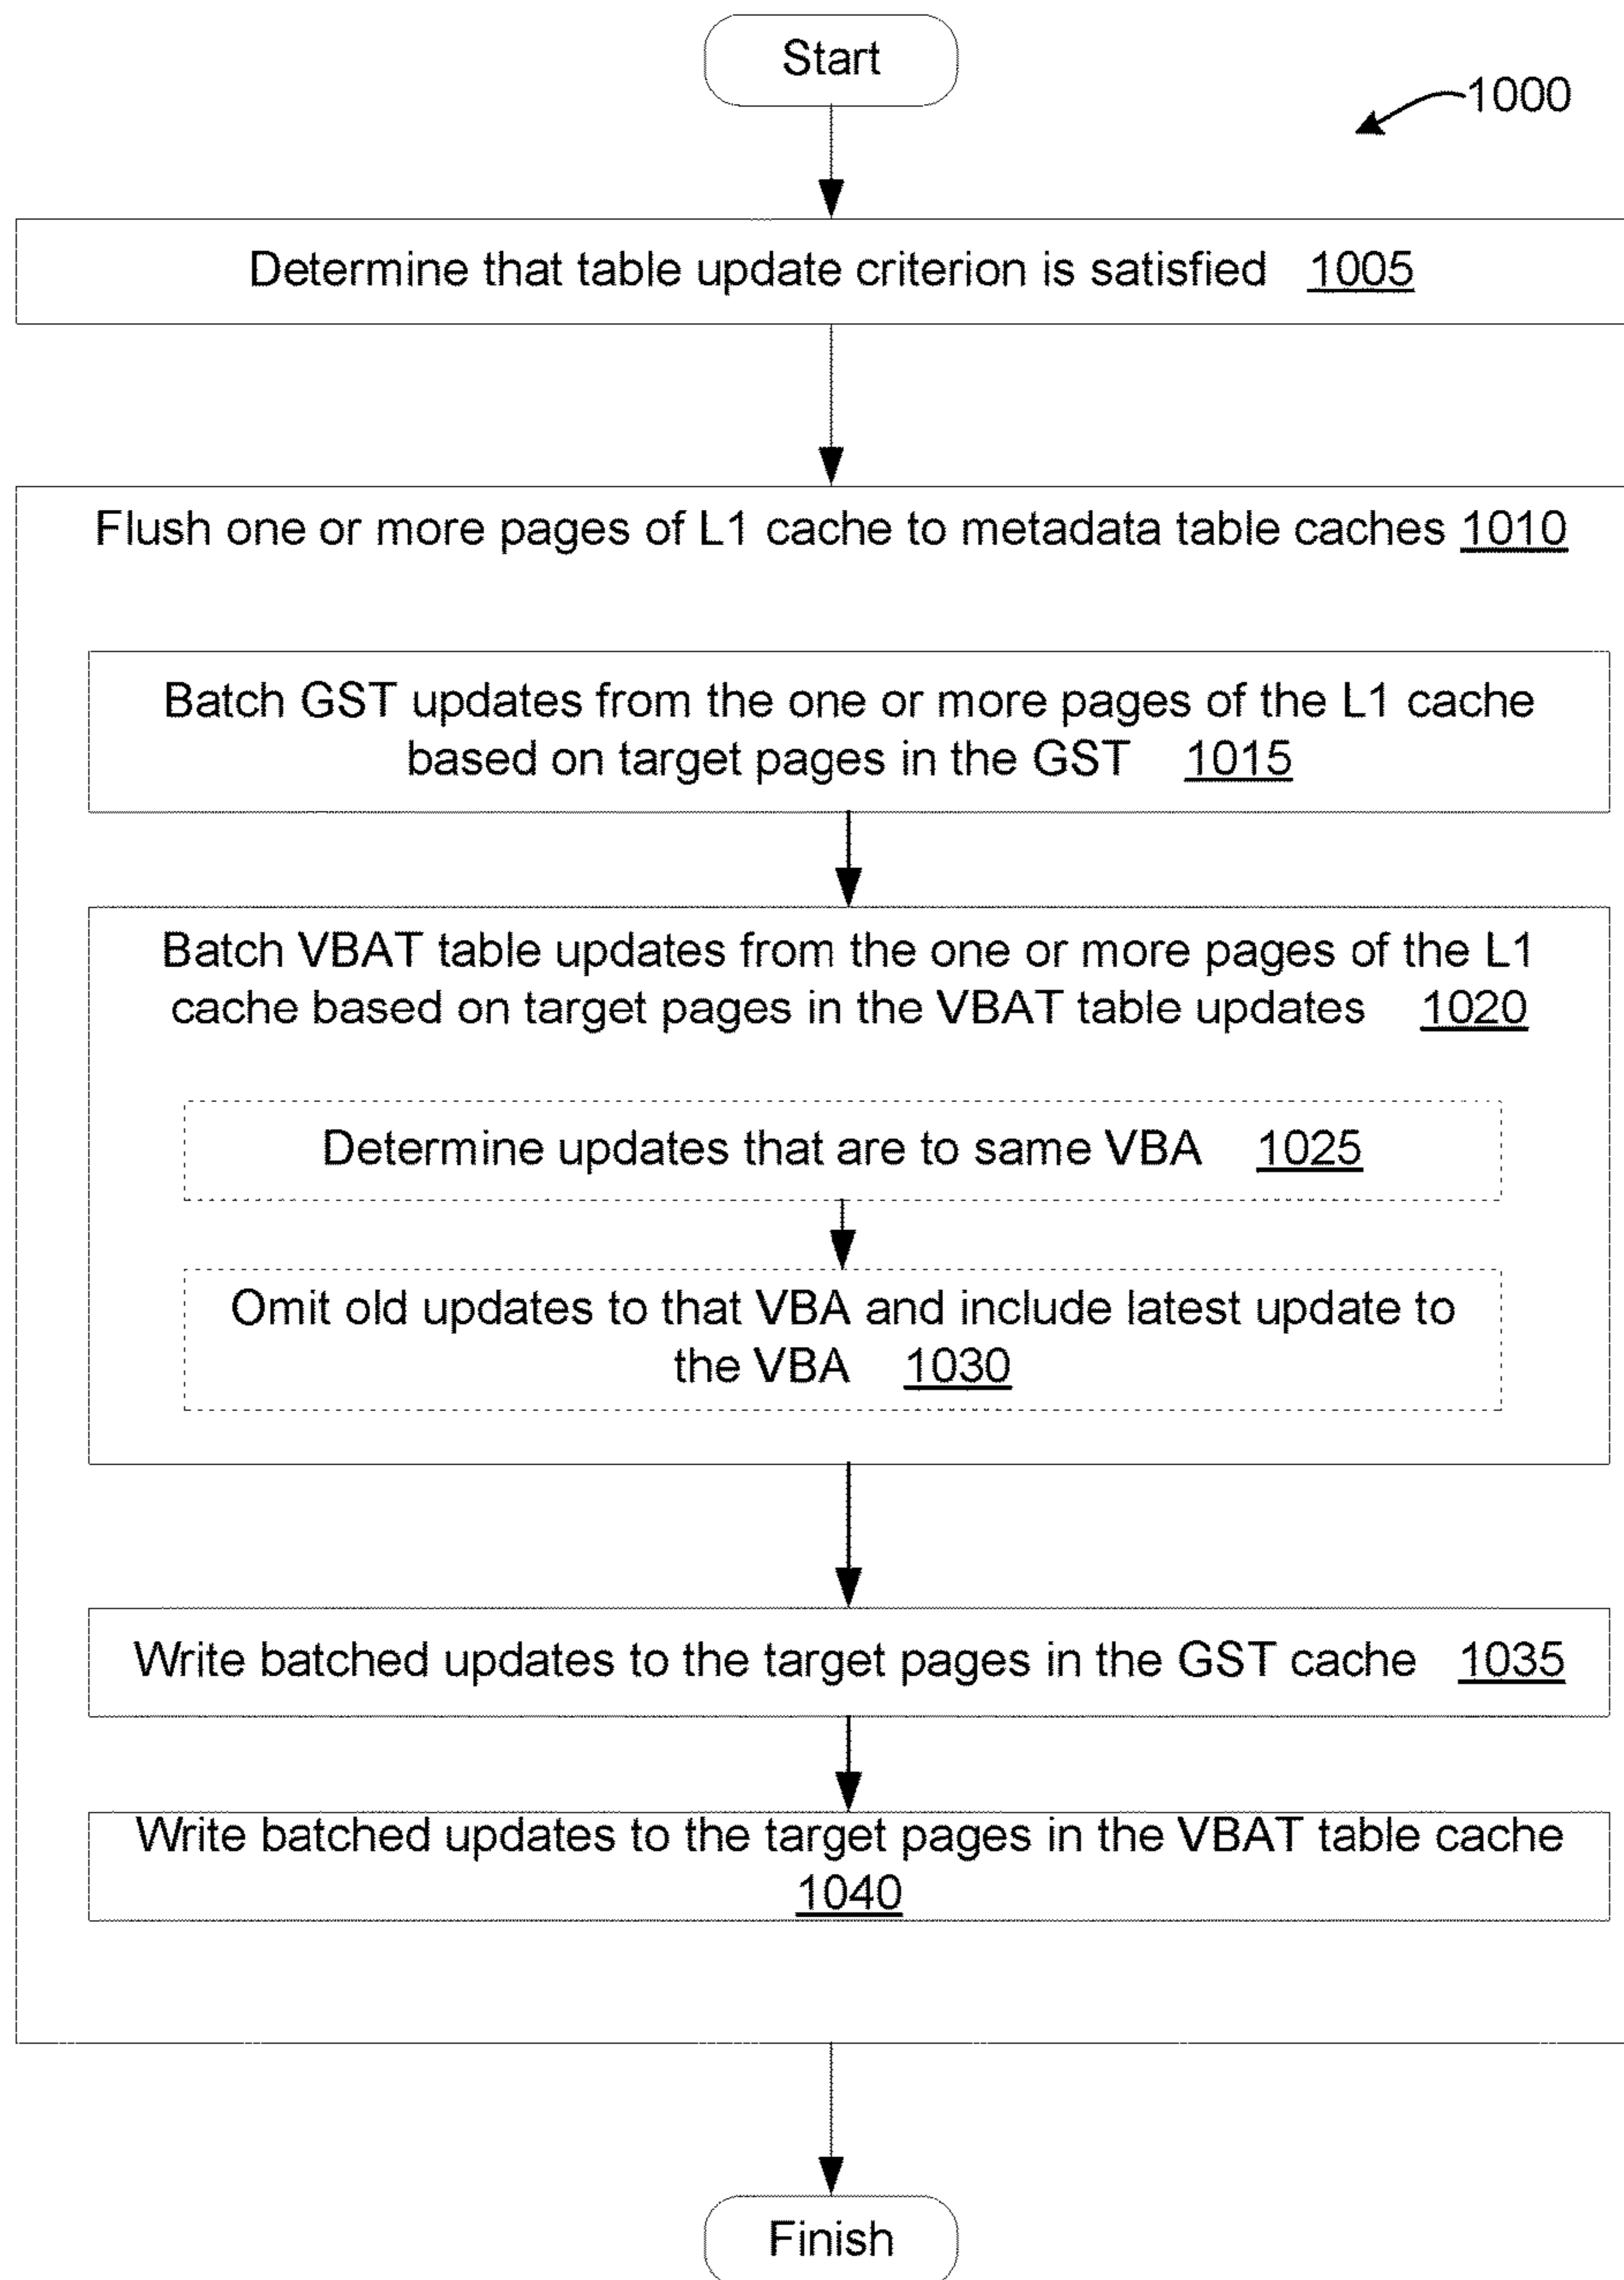 Start
1000
Determine that table update criterion is satisfied 1005
Flush one or more pages of L1 cache to metadata table caches 1010
Batch GST updates from the one or more pages of the L1 cache
based on target pages in the GST 1015
Batch VBAT table updates from the one or more pages of the L1
cache based on target pages in the VBAT table updates 1020
Determine updates that are to same VBA 1025
Omit old updates to that VBA and include latest update to
the VBA 1030
Write batched updates to the target pages in the GST cache 1035
Write batched updates to the target pages in the VBAT table cache
1040
Finish